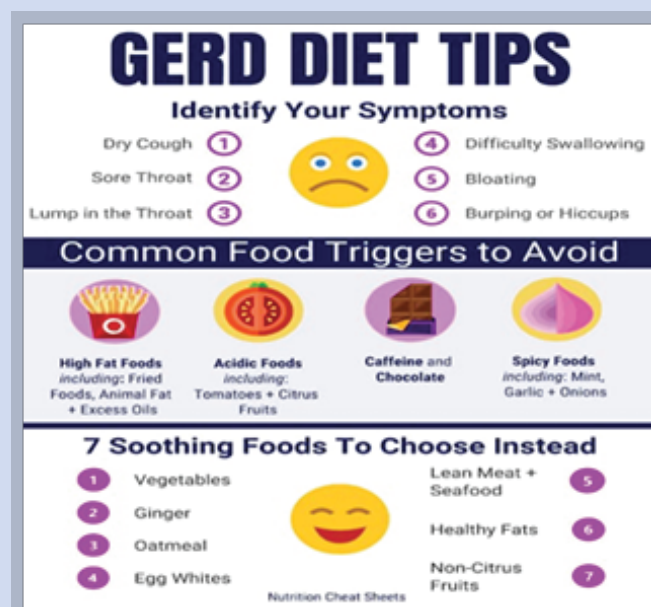 GERD DIET TIPS
Identify Your Symptoms
Dry Cough 1
Sore Throat 2
Lump in the Throat 3
4 Difficulty Swallowing
5 Bloating
6 Burping or Hiccups
Common Food Triggers to Avoid
High Fat Foods
including: Fried
Foods, Animal Fat
+ Excess Oils
Acidic Foods
including:
Tomatoes + Citrus
Fruits
Caffeine and
Chocolate
Spicy Foods
including: Mint,
Garlic + Onions
7 Soothing Foods To Choose Instead
1 Vegetables
2 Ginger
3 Oatmeal
4 Egg Whites
Lean Meat +
Seafood 5
Healthy Fats 6
Non-Citrus
Fruits 7
Nutrition Cheat Sheets